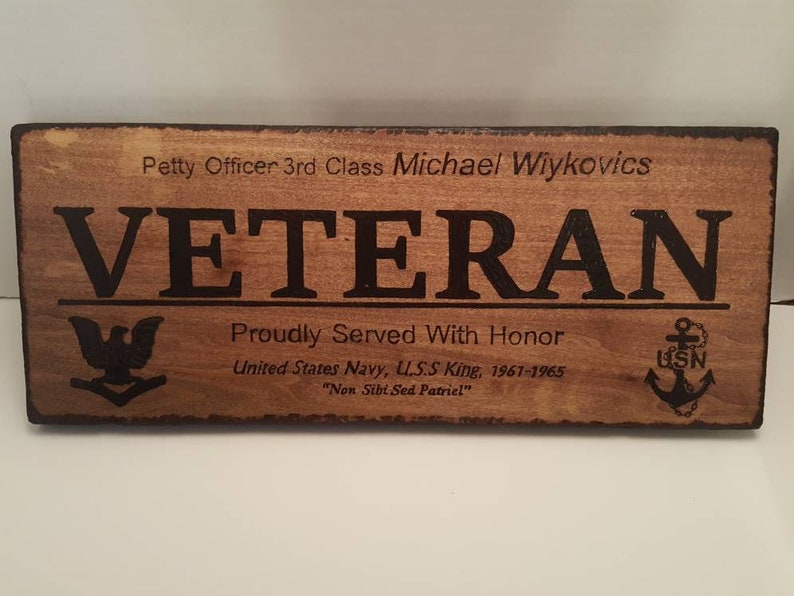 Petty Officer 3rd Class Michael Wiykovics
VETERAN
Proudly Served With Honor
United States Navy, U.S.S King, 1961-1965
"Non Sibi Sed Patriel"
USN